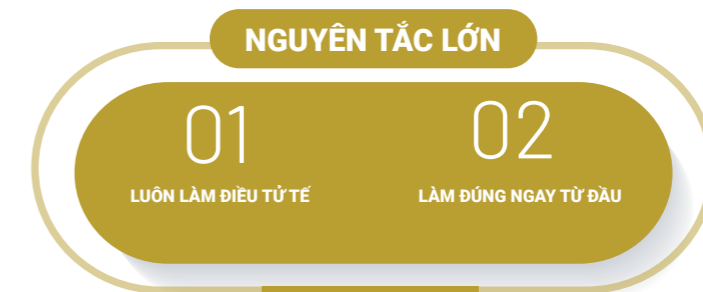 NGUYÊN TẮC LỚN
01
LUÔN LÀM ĐIỀU TỬ TẾ
02
LÀM ĐÚNG NGAY TỪ ĐẦU